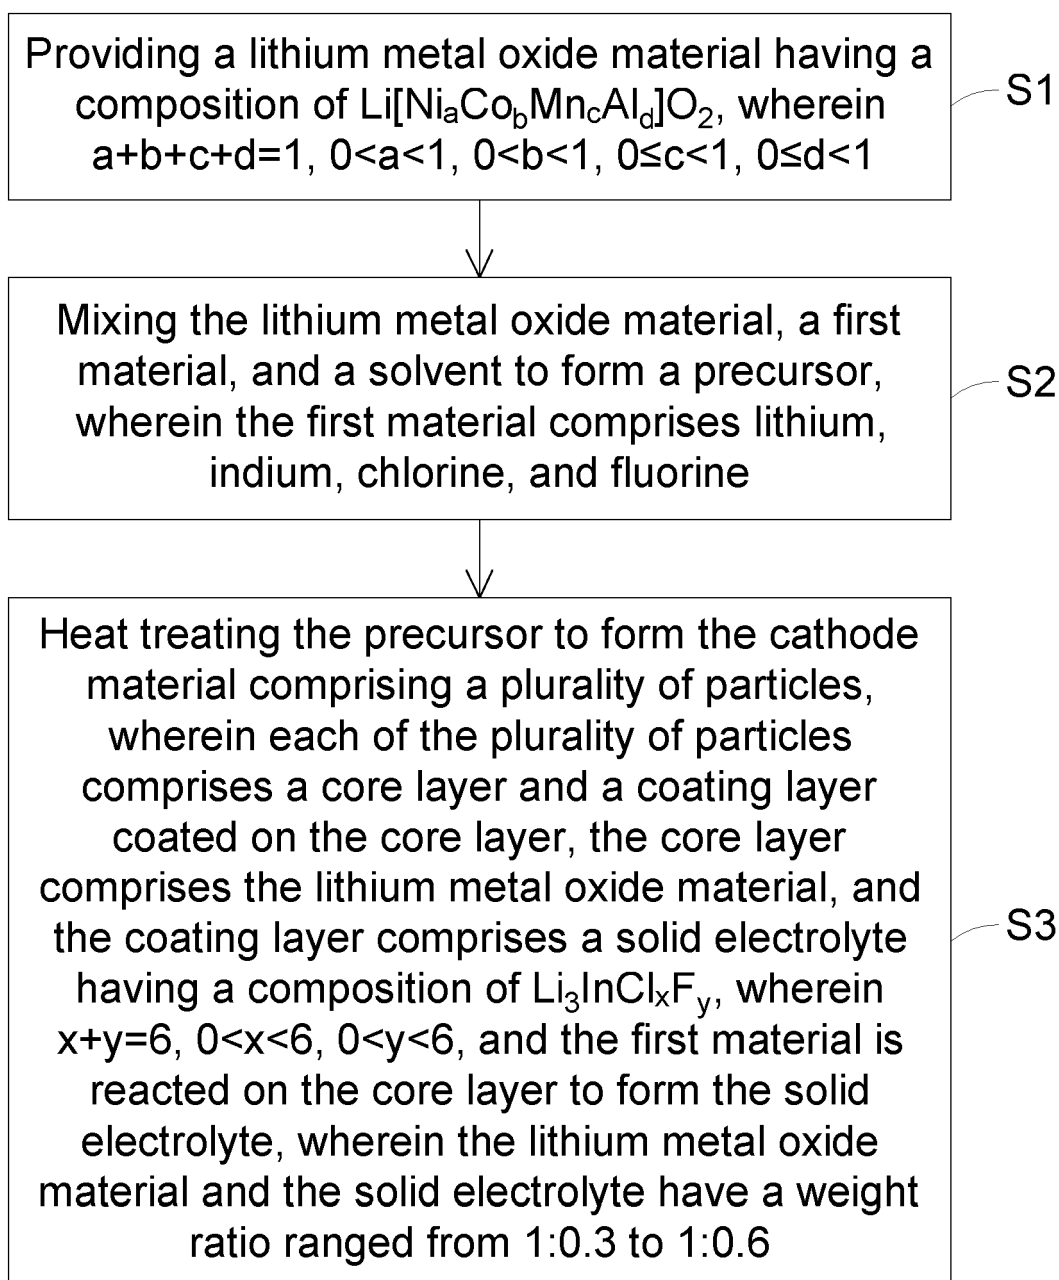 Providing a lithium metal oxide material having a
composition of Li[NiₐCo_bMn_cAl_d]O₂, wherein
a+b+c+d=1, 0<a<1, 0<b<1, 0≤c<1, 0≤d<1
S1
Mixing the lithium metal oxide material, a first
material, and a solvent to form a precursor,
wherein the first material comprises lithium,
indium, chlorine, and fluorine
S2
Heat treating the precursor to form the cathode
material comprising a plurality of particles,
wherein each of the plurality of particles
comprises a core layer and a coating layer
coated on the core layer, the core layer
comprises the lithium metal oxide material, and
the coating layer comprises a solid electrolyte
having a composition of Li₃InClₓF_y, wherein
x+y=6, 0<x<6, 0<y<6, and the first material is
reacted on the core layer to form the solid
electrolyte, wherein the lithium metal oxide
material and the solid electrolyte have a weight
ratio ranged from 1:0.3 to 1:0.6
S3